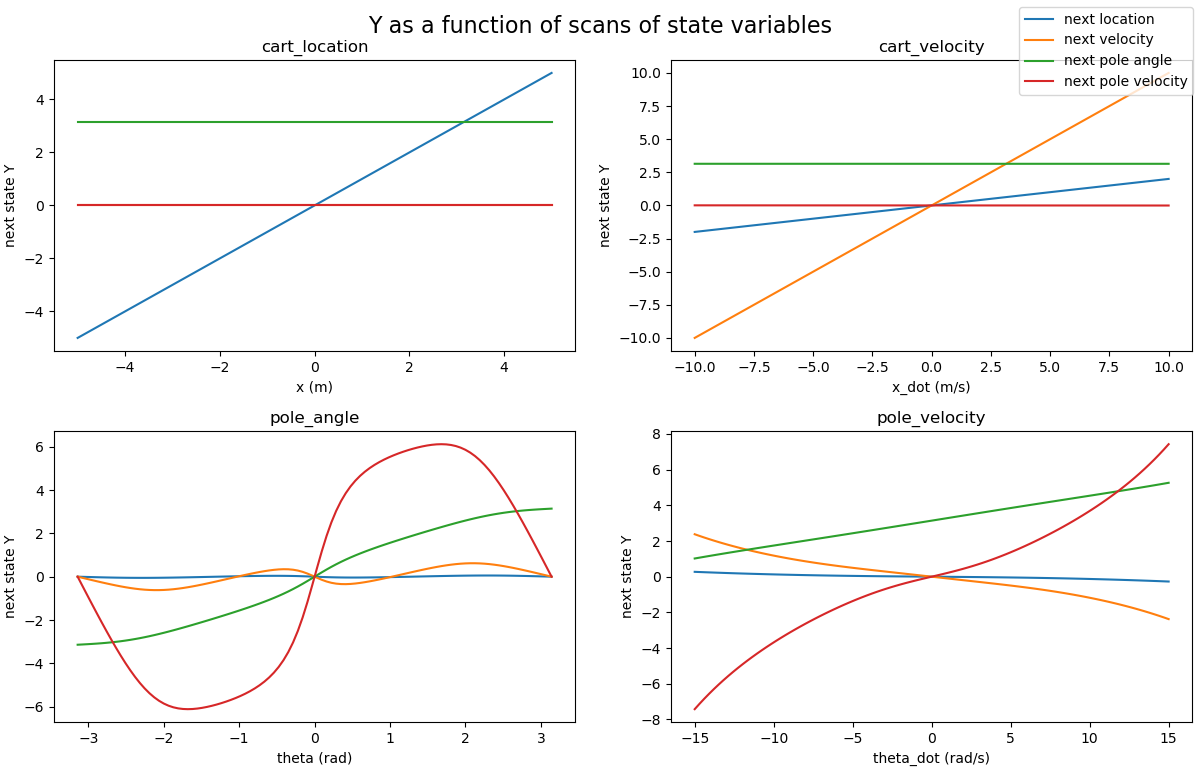 Y as a function of scans of state variables
next location
next velocity
next pole angle
next pole velocity
cart_location
next state Y
4
2
0
−2
−4
−4 −2 0 2 4
x (m)
cart_velocity
next state Y
10.0
7.5
5.0
2.5
0.0
−2.5
−5.0
−7.5
−10.0
−10.0 −7.5 −5.0 −2.5 0.0 2.5 5.0 7.5 10.0
x_dot (m/s)
pole_angle
next state Y
6
4
2
0
−2
−4
−6
−3 −2 −1 0 1 2 3
theta (rad)
pole_velocity
next state Y
8
6
4
2
0
−2
−4
−6
−8
−15 −10 −5 0 5 10 15
theta_dot (rad/s)